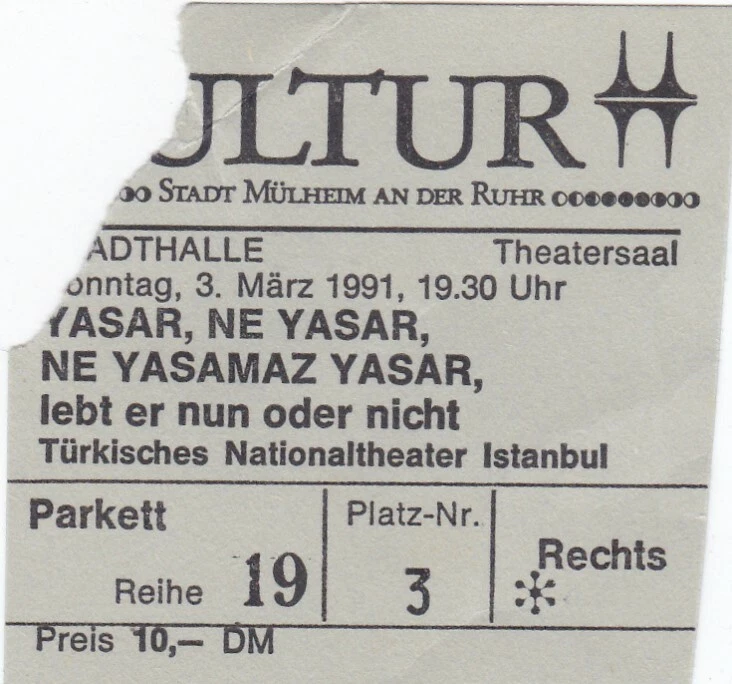 ULTUR
STADT MÜLHEIM AN DER RUHR
ADTHALLE Theatersaal
onntag, 3. März 1991, 19.30 Uhr
YASAR, NE YASAR,
NE YASAMAZ YASAR,
lebt er nun oder nicht
Türkisches Nationaltheater Istanbul
Parkett Platz-Nr. Rechts
Reihe 19 3
Preis 10,— DM